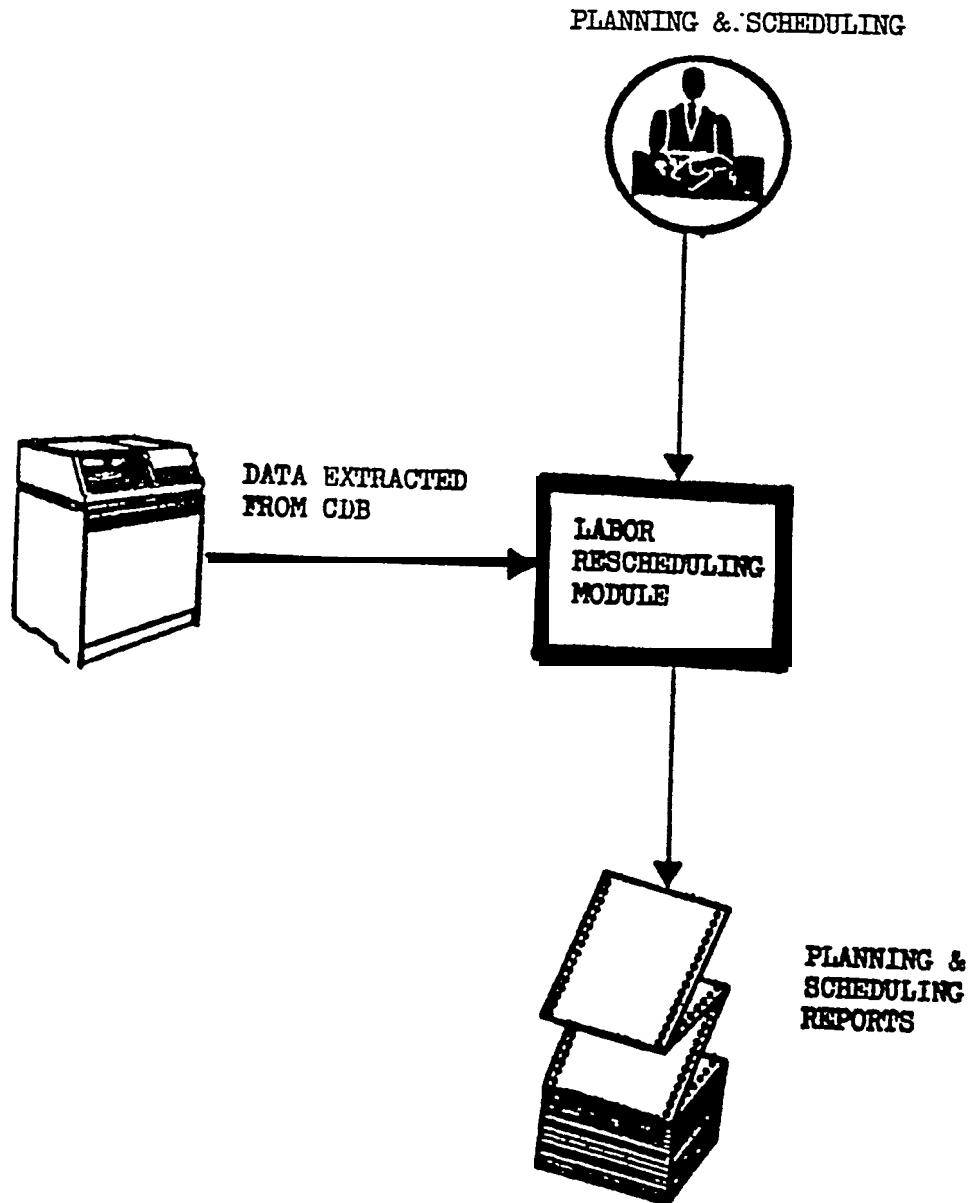 PLANNING &.SCHEDULING
DATA EXTRACTED
FROM CDB
LABOR
RESCHEDULING
MODULE
PLANNING &
SCHEDULING
REPORTS